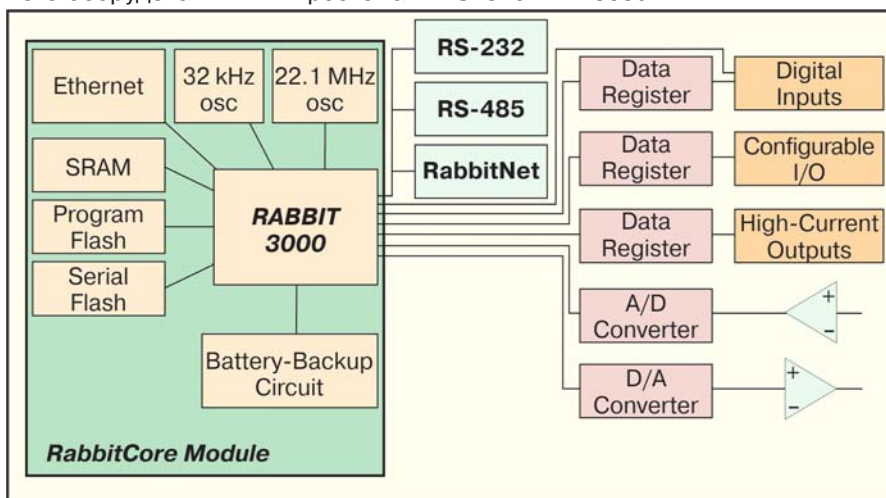 Ethernet
32 kHz
osc
22.1 MHz
osc
SRAM
Program
Flash
Serial
Flash
RABBIT
3000
Battery-Backup
Circuit
RabbitCore Module
RS-232
RS-485
RabbitNet
Data
Register
Digital
Inputs
Data
Register
Configurable
I/O
Data
Register
High-Current
Outputs
A/D
Converter
+
-
D/A
Converter
+
-